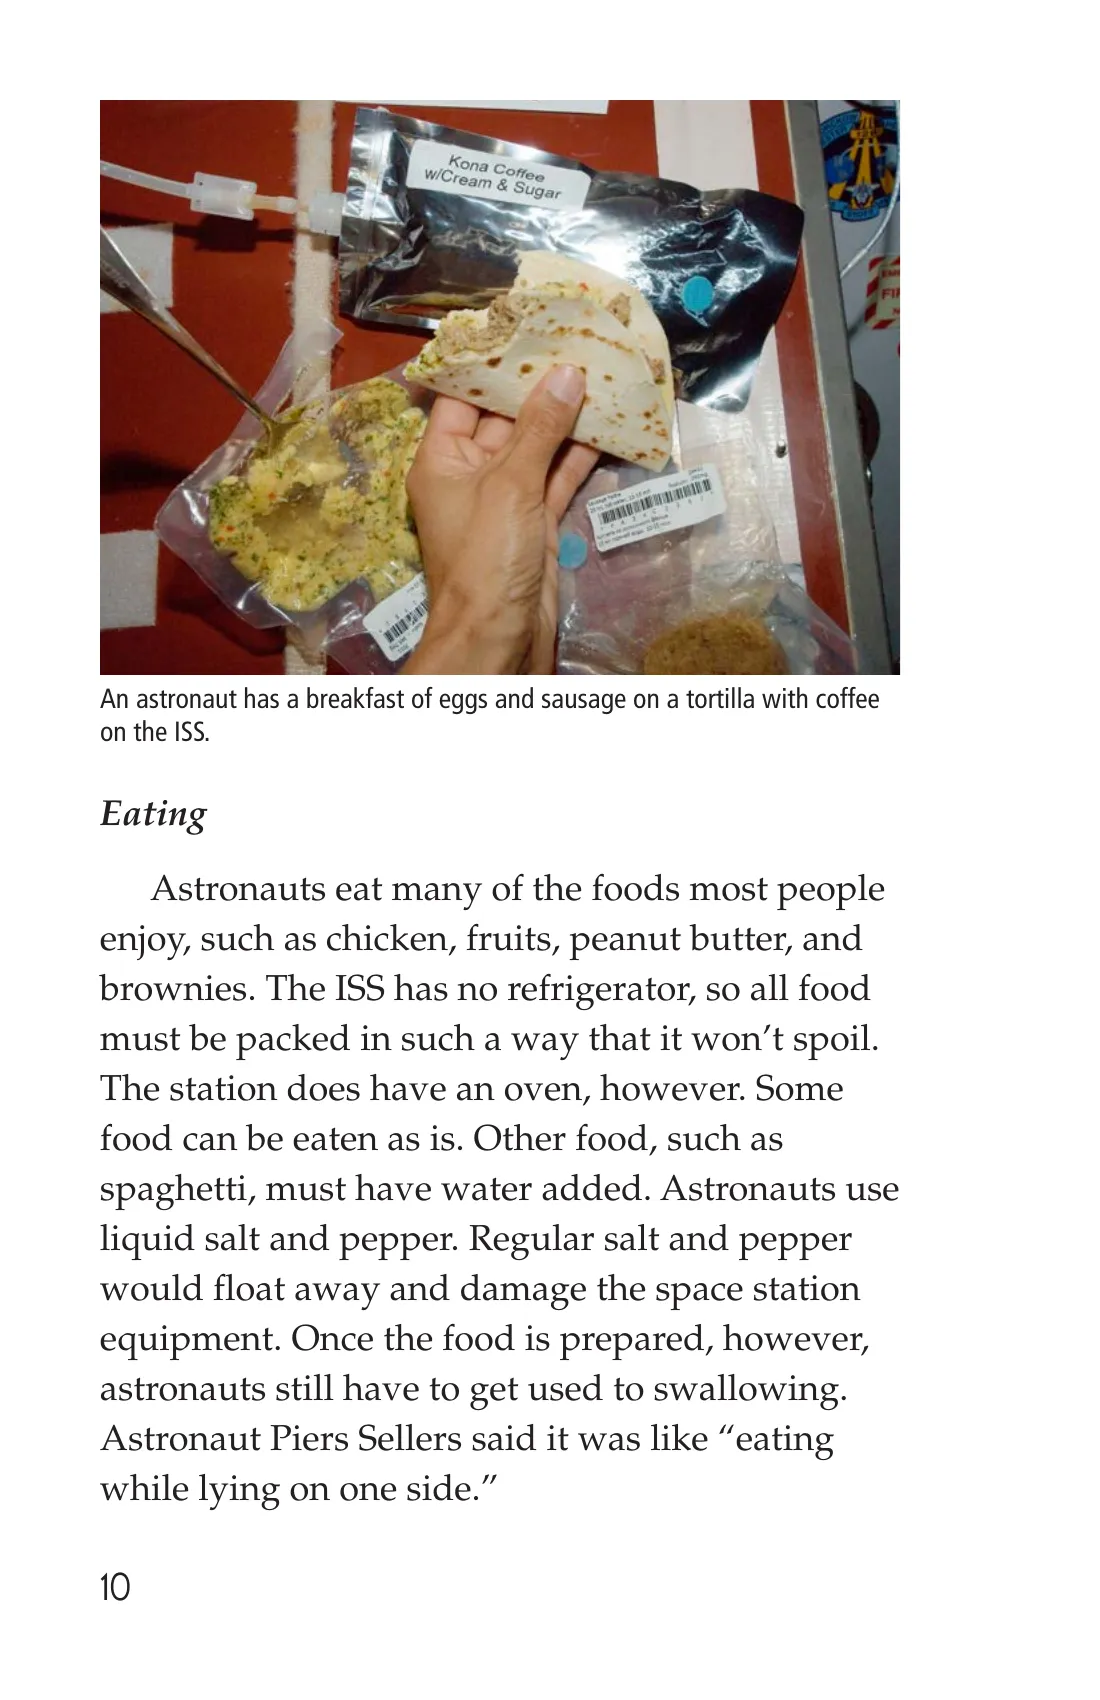 Kona Coffee
w/Cream & Sugar
An astronaut has a breakfast of eggs and sausage on a tortilla with coffee
on the ISS.
Eating
Astronauts eat many of the foods most people
enjoy, such as chicken, fruits, peanut butter, and
brownies. The ISS has no refrigerator, so all food
must be packed in such a way that it won’t spoil.
The station does have an oven, however. Some
food can be eaten as is. Other food, such as
spaghetti, must have water added. Astronauts use
liquid salt and pepper. Regular salt and pepper
would float away and damage the space station
equipment. Once the food is prepared, however,
astronauts still have to get used to swallowing.
Astronaut Piers Sellers said it was like “eating
while lying on one side.”
10